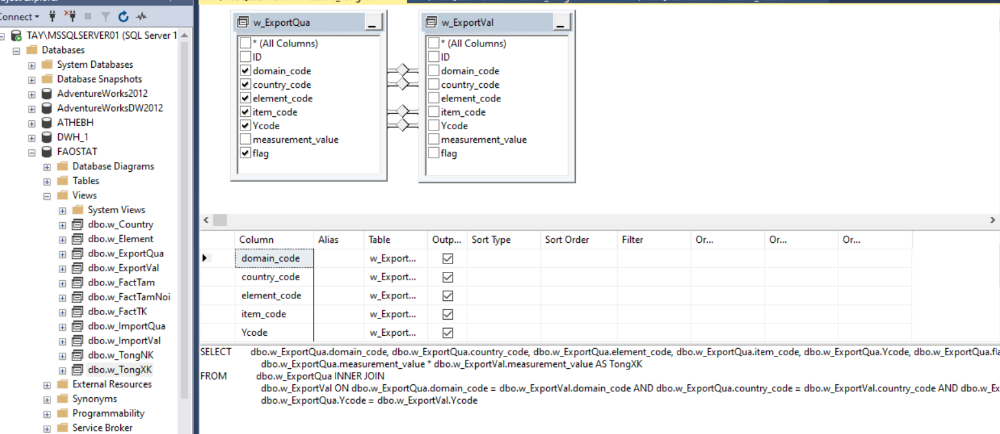 Connect
TAY\MSSQLSERVER01 (SQL Server 1
Databases
System Databases
Database Snapshots
AdventureWorks2012
AdventureWorksDW2012
ATHEBH
DWH_1
FAOSTAT
Database Diagrams
Tables
Views
System Views
dbo.w_Country
dbo.w_Element
dbo.w_ExportQua
dbo.w_ExportVal
dbo.w_FactTam
dbo.w_FactTamNoi
dbo.w_FactTK
dbo.w_ImportQua
dbo.w_ImportVal
dbo.w_TongNK
dbo.w_TongXK
External Resources
Synonyms
Programmability
Service Broker
w_ExportQua
* (All Columns)
ID
domain_code
country_code
element_code
item_code
Ycode
measurement_value
flag
w_ExportVal
* (All Columns)
ID
domain_code
country_code
element_code
item_code
Ycode
measurement_value
flag
Column Alias Table Outp... Sort Type Sort Order Filter Or... Or... Or...
domain_code w_Export...
country_code w_Export...
element_code w_Export...
item_code w_Export...
Ycode w_Export...
SELECT dbo.w_ExportQua.domain_code, dbo.w_ExportQua.country_code, dbo.w_ExportQua.element_code, dbo.w_ExportQua.item_code, dbo.w_ExportQua.Ycode, dbo.w_ExportQua.fla
dbo.w_ExportQua.measurement_value * dbo.w_ExportVal.measurement_value AS TongXK
FROM dbo.w_ExportQua INNER JOIN
dbo.w_ExportVal ON dbo.w_ExportQua.domain_code = dbo.w_ExportVal.domain_code AND dbo.w_ExportQua.country_code = dbo.w_ExportVal.country_code AND dbo.w_Ex
dbo.w_ExportQua.Ycode = dbo.w_ExportVal.Ycode